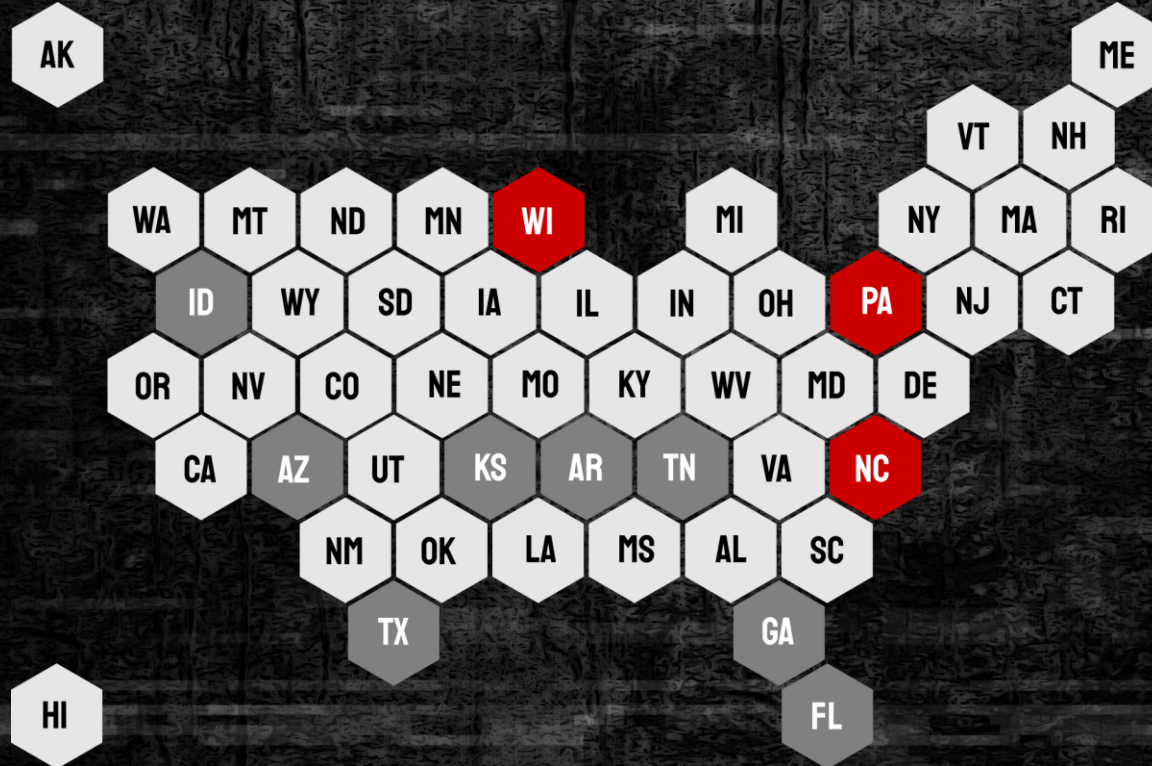 AK
ME
VT NH
WA MT ND MN WI MI NY MA RI
ID WY SD IA IL IN OH PA NJ CT
OR NV CO NE MO KY WV MD DE
CA AZ UT KS AR TN VA NC
NM OK LA MS AL SC
TX GA
HI FL